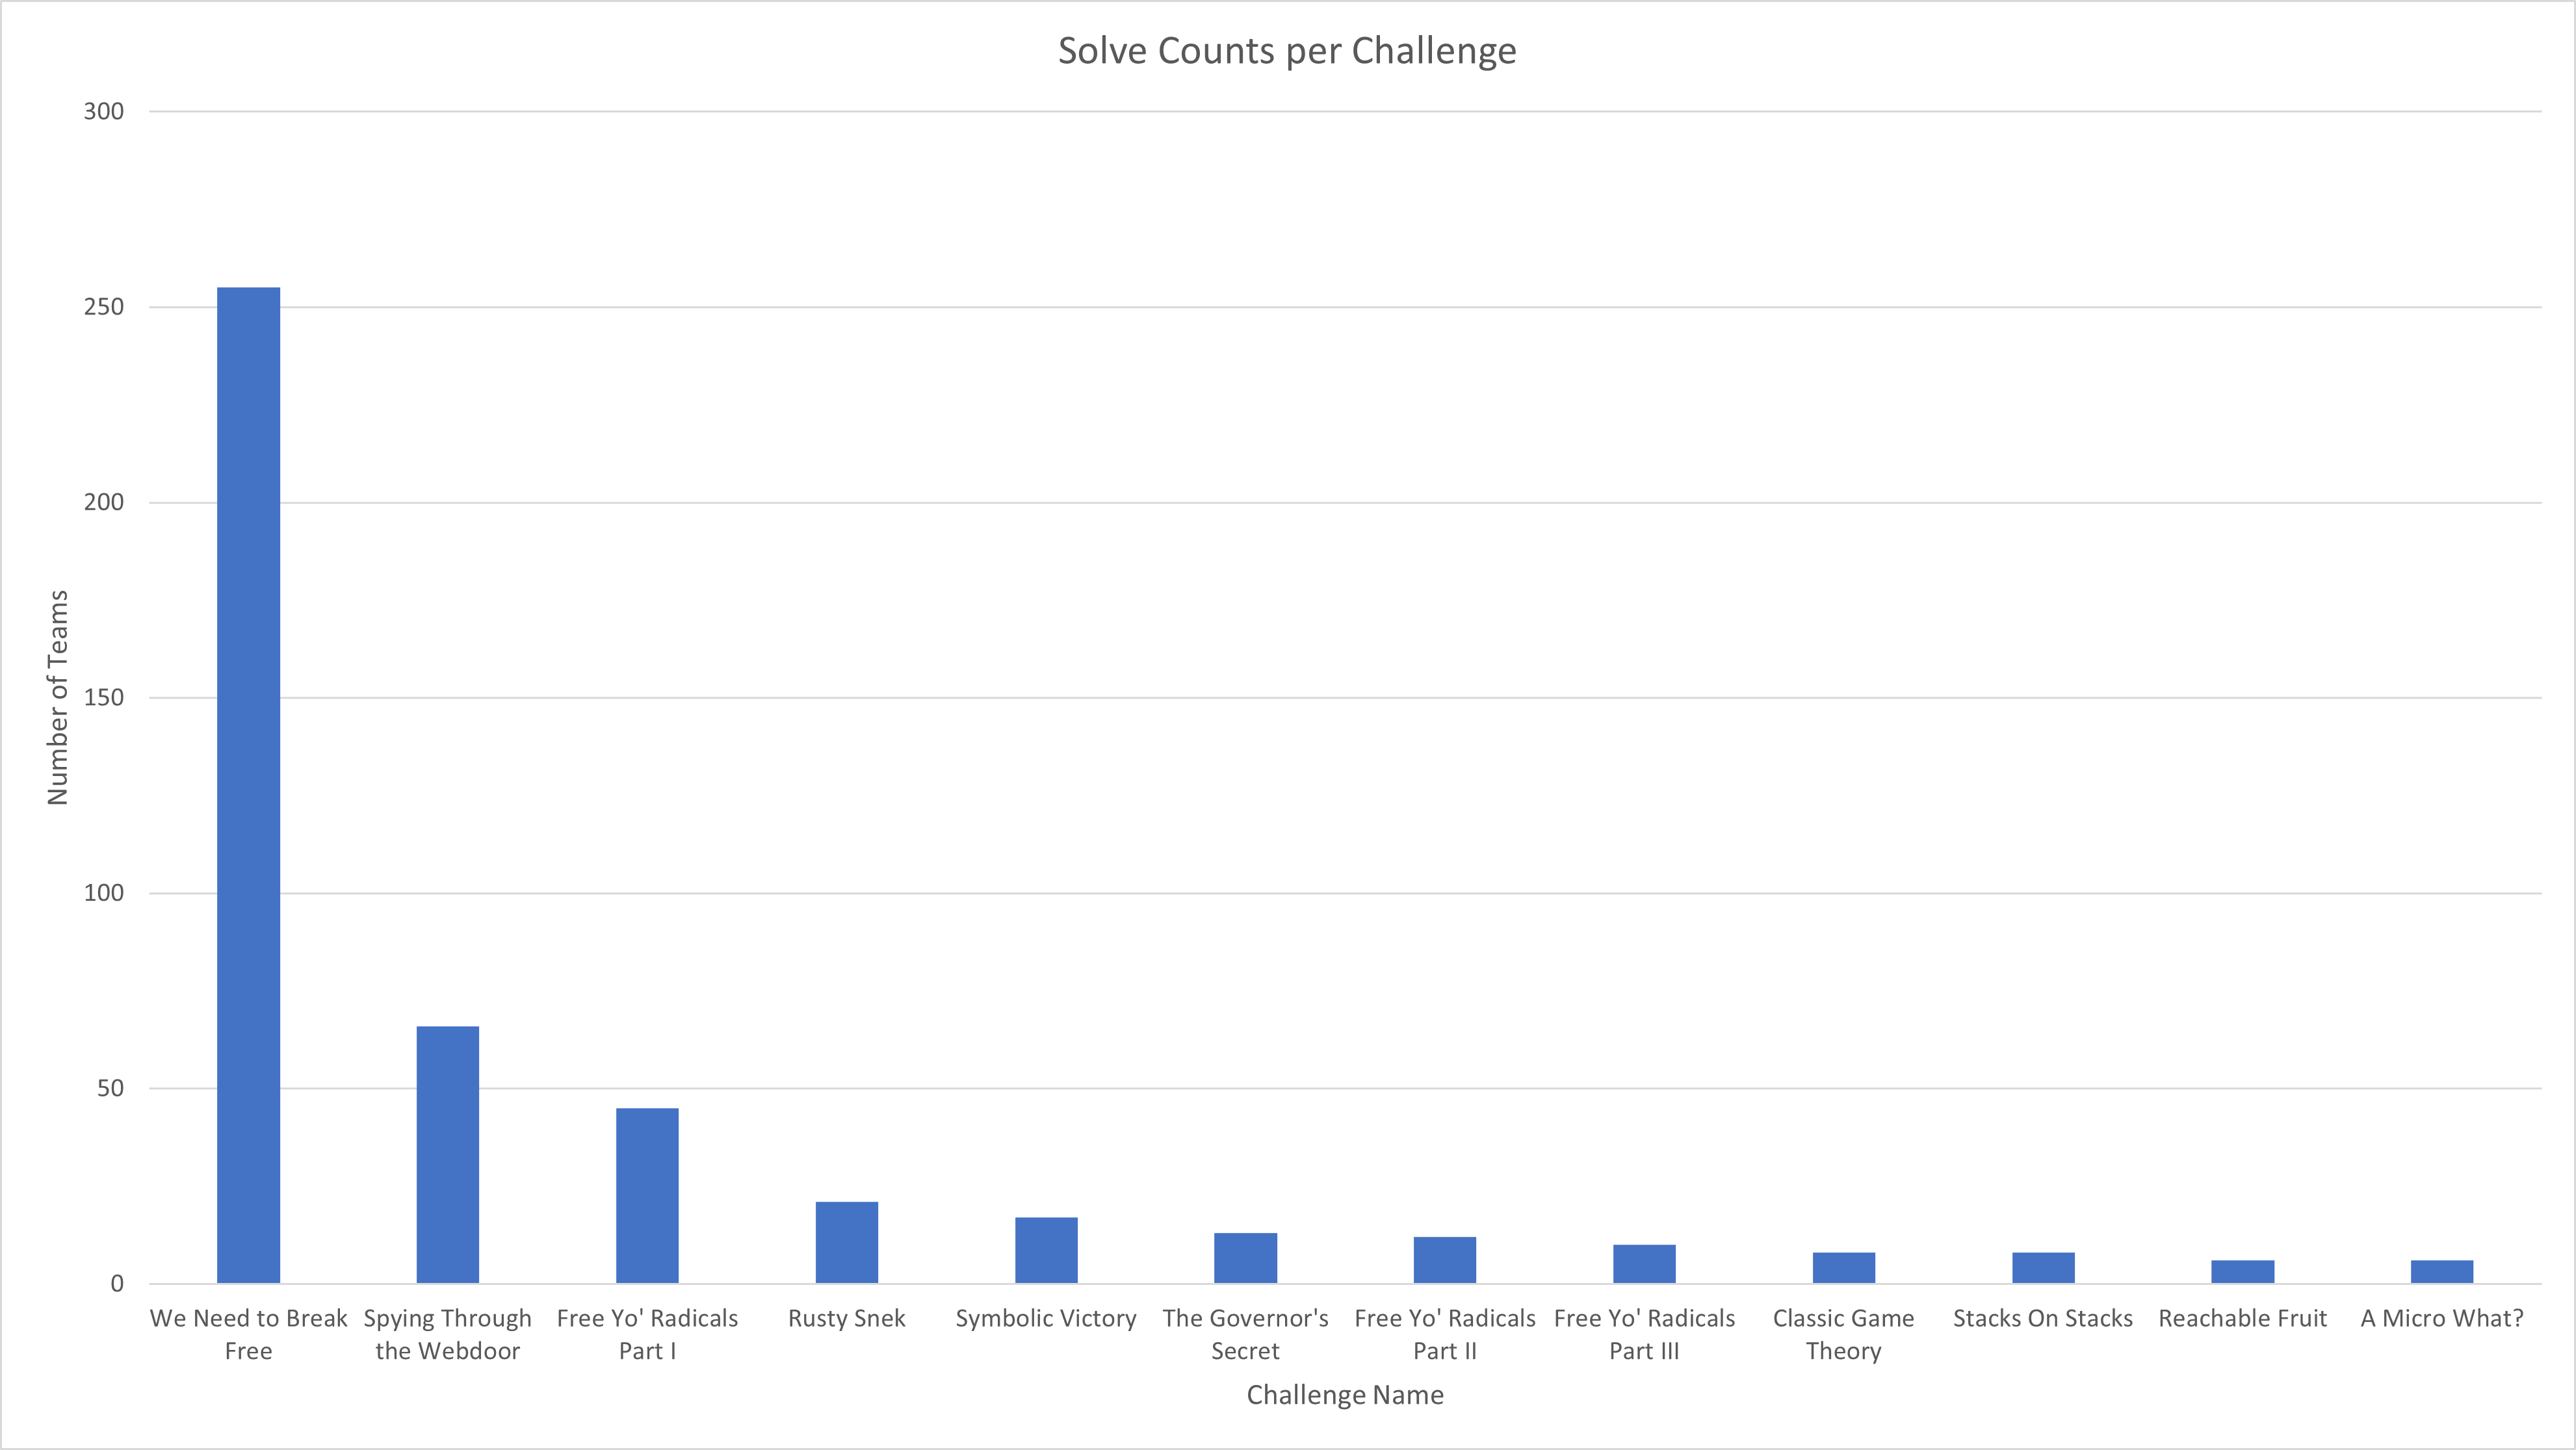 Solve Counts per Challenge
300
250
200
150
100
50
0
Number of Teams
We Need to Break
Free
Spying Through
the Webdoor
Free Yo' Radicals
Part I
Rusty Snek
Symbolic Victory
The Governor's
Secret
Free Yo' Radicals
Part II
Free Yo' Radicals
Part III
Classic Game
Theory
Stacks On Stacks
Reachable Fruit
A Micro What?
Challenge Name